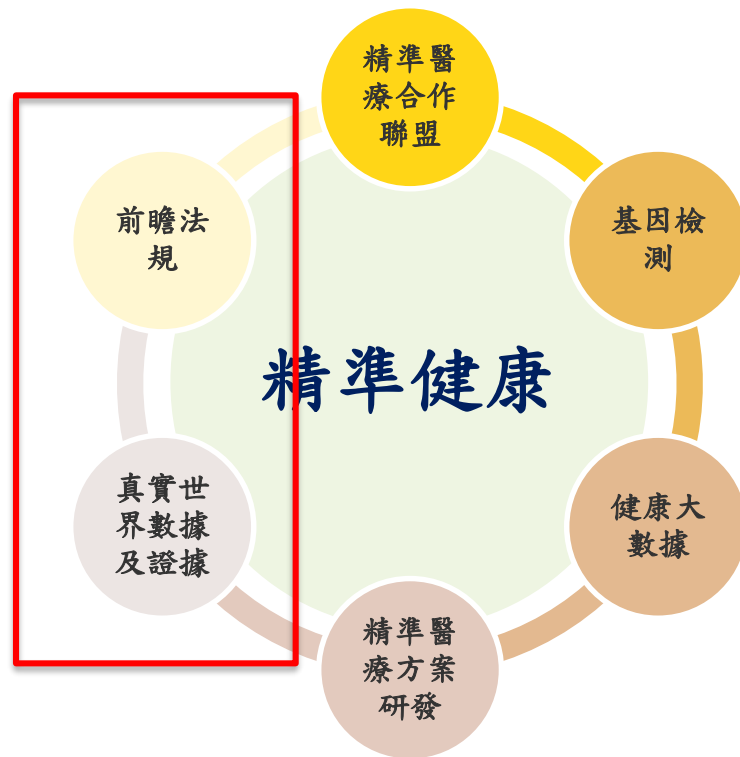 精準醫
療合作
聯盟
前瞻法
規
基因檢
測
精準健康
真實世
界數據
及證據
健康大
數據
精準醫
療方案
研發